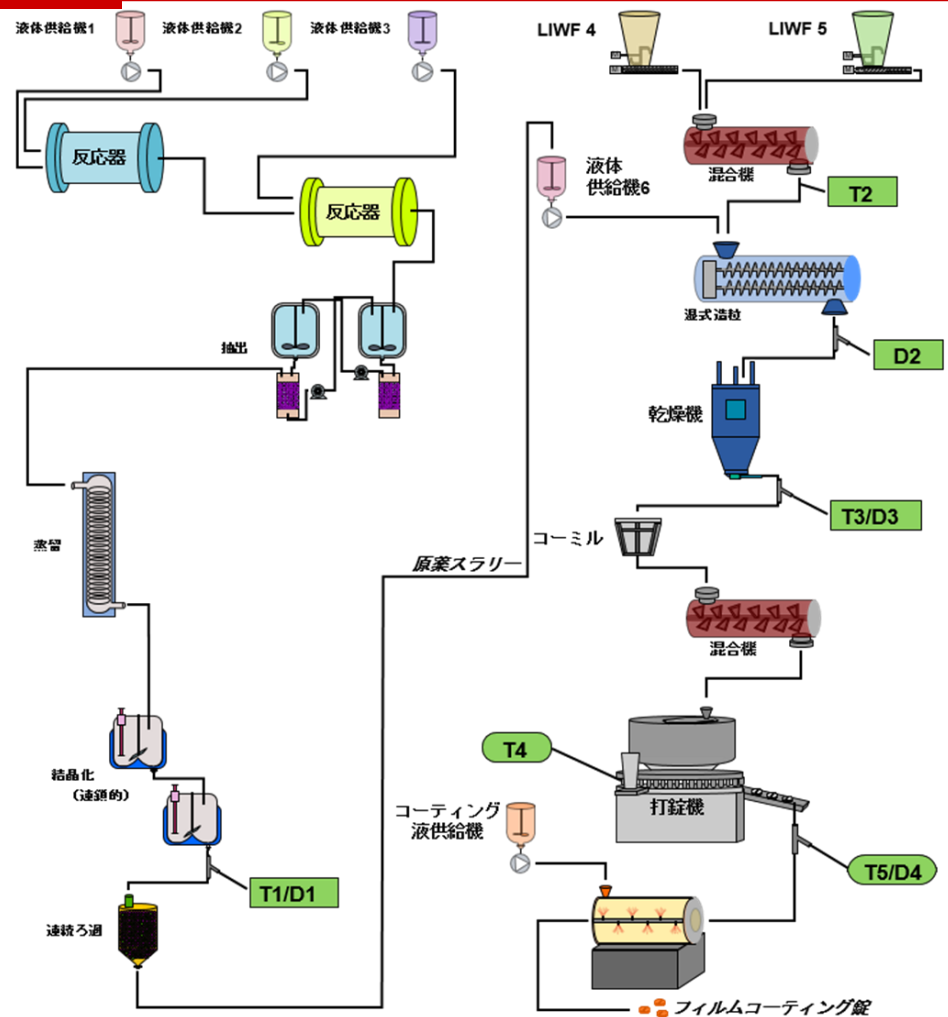 液体供給機1
液体供給機2
液体供給機3
LIWF 4
LIWF 5
反応器
反応器
混合機
T2
液体
供給機6
湿式造粒
D2
抽出
乾燥機
T3/D3
コーミル
蒸留
原薬スラリー
混合機
結晶化
(連鎖的)
T4
打錠機
コーティング
液供給機
T5/D4
T1/D1
連続ろ過
フィルムコーティング錠